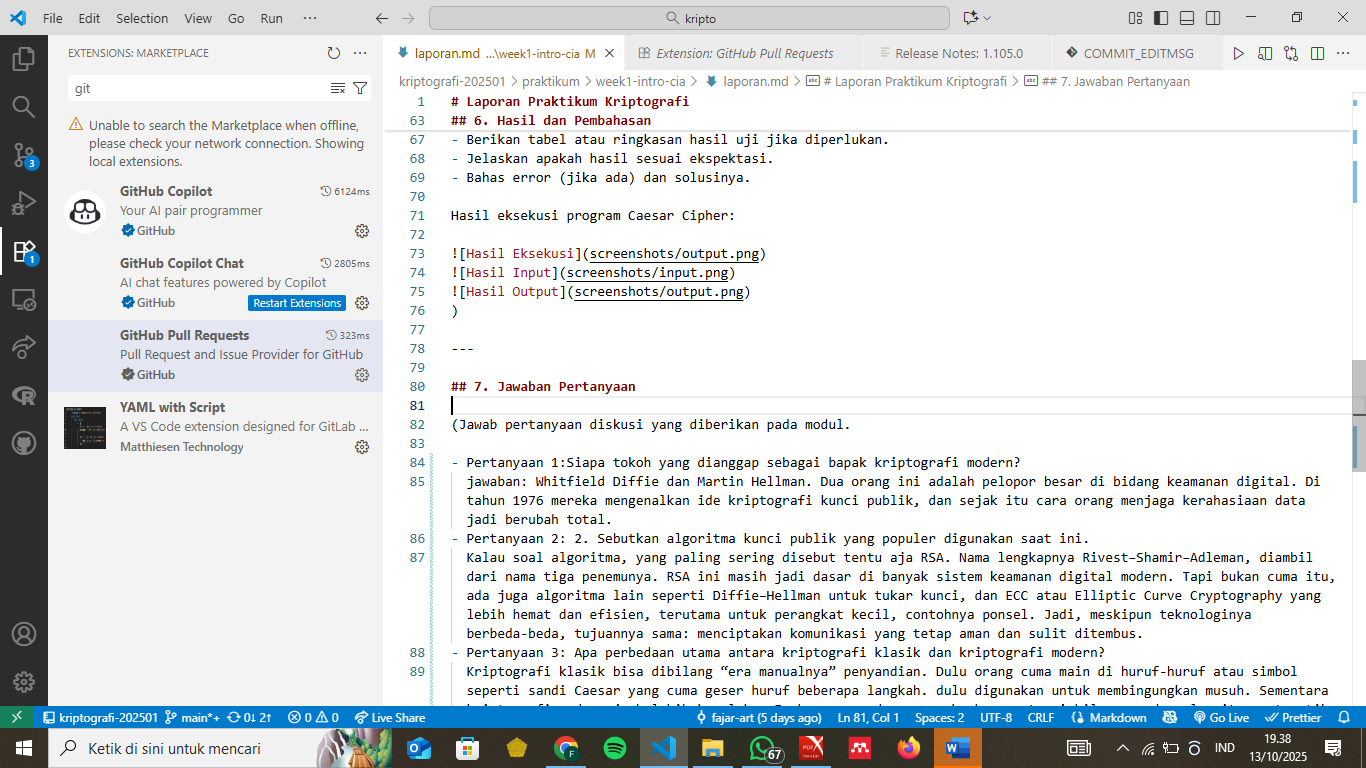 File Edit Selection View Go Run ··· kripto
EXTENSIONS: MARKETPLACE
git
Unable to search the Marketplace when offline,
please check your network connection. Showing
local extensions.
GitHub Copilot 6124ms
Your AI pair programmer
GitHub
GitHub Copilot Chat 2805ms
AI chat features powered by Copilot
GitHub Restart Extensions
GitHub Pull Requests 323ms
Pull Request and Issue Provider for GitHub
GitHub
YAML with Script
A VS Code extension designed for GitLab ...
Matthiesen Technology
3
1
laporan.md ...\week1-intro-cia M Extension: GitHub Pull Requests Release Notes: 1.105.0 COMMIT_EDITMSG
kriptografi-202501 > praktikum > week1-intro-cia > laporan.md > # Laporan Praktikum Kriptografi > ## 7. Jawaban Pertanyaan
1 # Laporan Praktikum Kriptografi
63 ## 6. Hasil dan Pembahasan
67 - Berikan tabel atau ringkasan hasil uji jika diperlukan.
68 - Jelaskan apakah hasil sesuai ekspektasi.
69 - Bahas error (jika ada) dan solusinya.
70
71 Hasil eksekusi program Caesar Cipher:
72
73 ![Hasil Eksekusi](screenshots/output.png)
74 ![Hasil Input](screenshots/input.png)
75 ![Hasil Output](screenshots/output.png)
76 )
77
78 ---
79
80 ## 7. Jawaban Pertanyaan
81
82 (Jawab pertanyaan diskusi yang diberikan pada modul.
83
84 - Pertanyaan 1:Siapa tokoh yang dianggap sebagai bapak kriptografi modern?
85 jawaban: Whitfield Diffie dan Martin Hellman. Dua orang ini adalah pelopor besar di bidang keamanan digital. Di
tahun 1976 mereka mengenalkan ide kriptografi kunci publik, dan sejak itu cara orang menjaga kerahasiaan data
jadi berubah total.
86 - Pertanyaan 2: 2. Sebutkan algoritma kunci publik yang populer digunakan saat ini.
87 Kalau soal algoritma, yang paling sering disebut tentu aja RSA. Nama lengkapnya Rivest–Shamir–Adleman, diambil
dari nama tiga penemunya. RSA ini masih jadi dasar di banyak sistem keamanan digital modern. Tapi bukan cuma itu,
ada juga algoritma lain seperti Diffie–Hellman untuk tukar kunci, dan ECC atau Elliptic Curve Cryptography yang
lebih hemat dan efisien, terutama untuk perangkat kecil, contohnya ponsel. Jadi, meskipun teknologinya
berbeda-beda, tujuannya sama: menciptakan komunikasi yang tetap aman dan sulit ditembus.
88 - Pertanyaan 3: Apa perbedaan utama antara kriptografi klasik dan kriptografi modern?
89 Kriptografi klasik bisa dibilang “era manualnya” penyandian. Dulu orang cuma main di huruf-huruf atau simbol
seperti sandi Caesar yang cuma geser huruf beberapa langkah. dulu digunakan untuk membingungkan musuh. Sementara
kriptografi-202501 main*+ 0↓ 2↑ 0 0 Live Share fajar-art (5 days ago) Ln 81, Col 1 Spaces: 2 UTF-8 CRLF Markdown Go Live Prettier
Ketik di sini untuk mencari 67 IND 19.38
13/10/2025